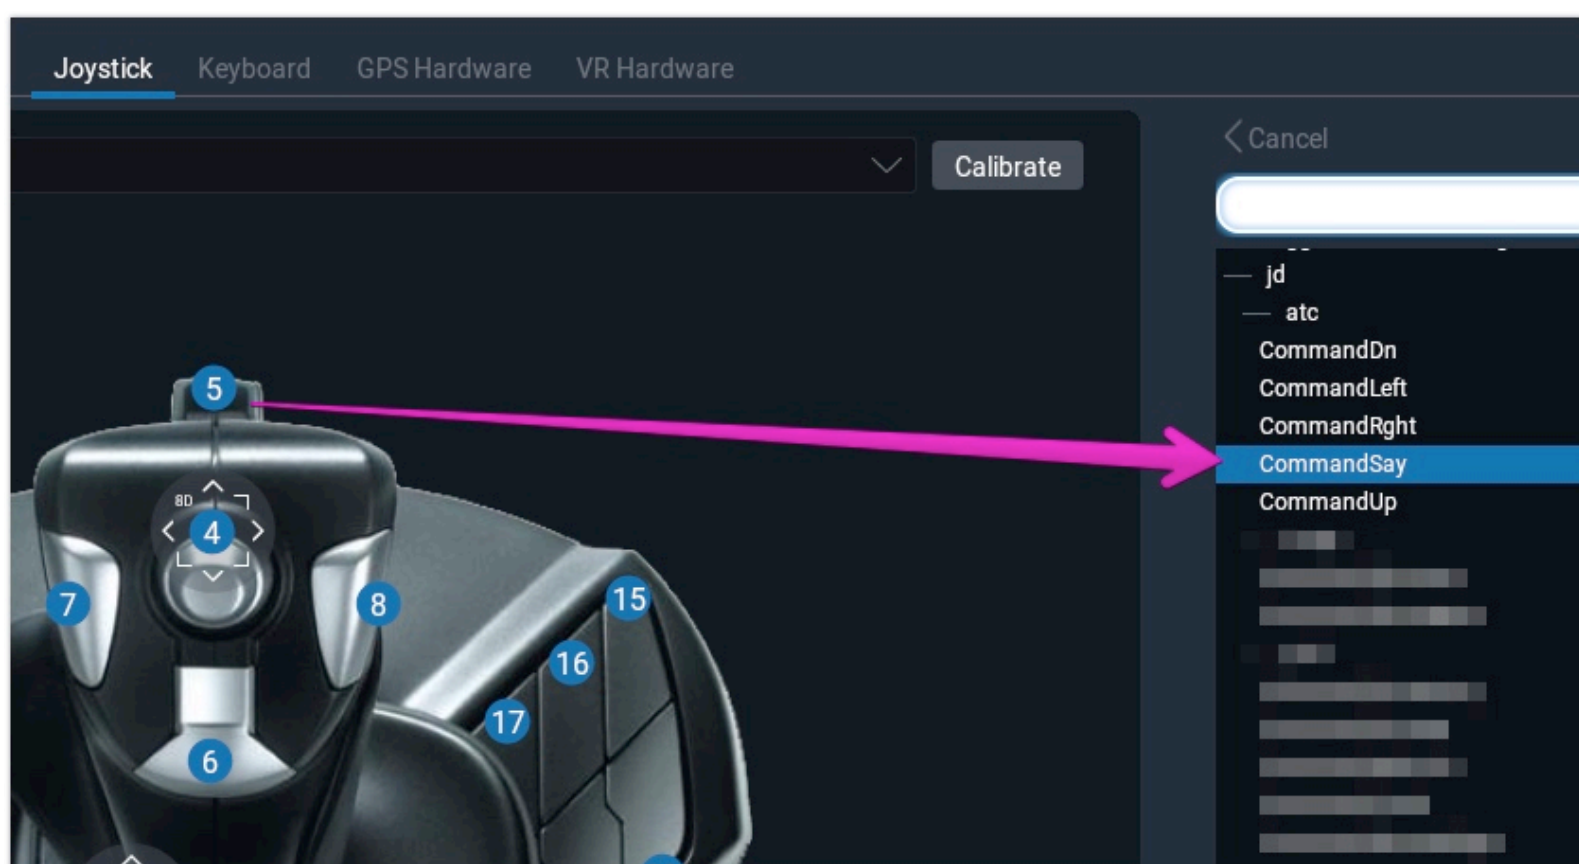 Joystick Keyboard GPS Hardware VR Hardware
Cancel
Calibrate
jd
atc
CommandDn
CommandLeft
CommandRght
CommandSay
CommandUp
5
8D
4
7
8
15
16
17
6